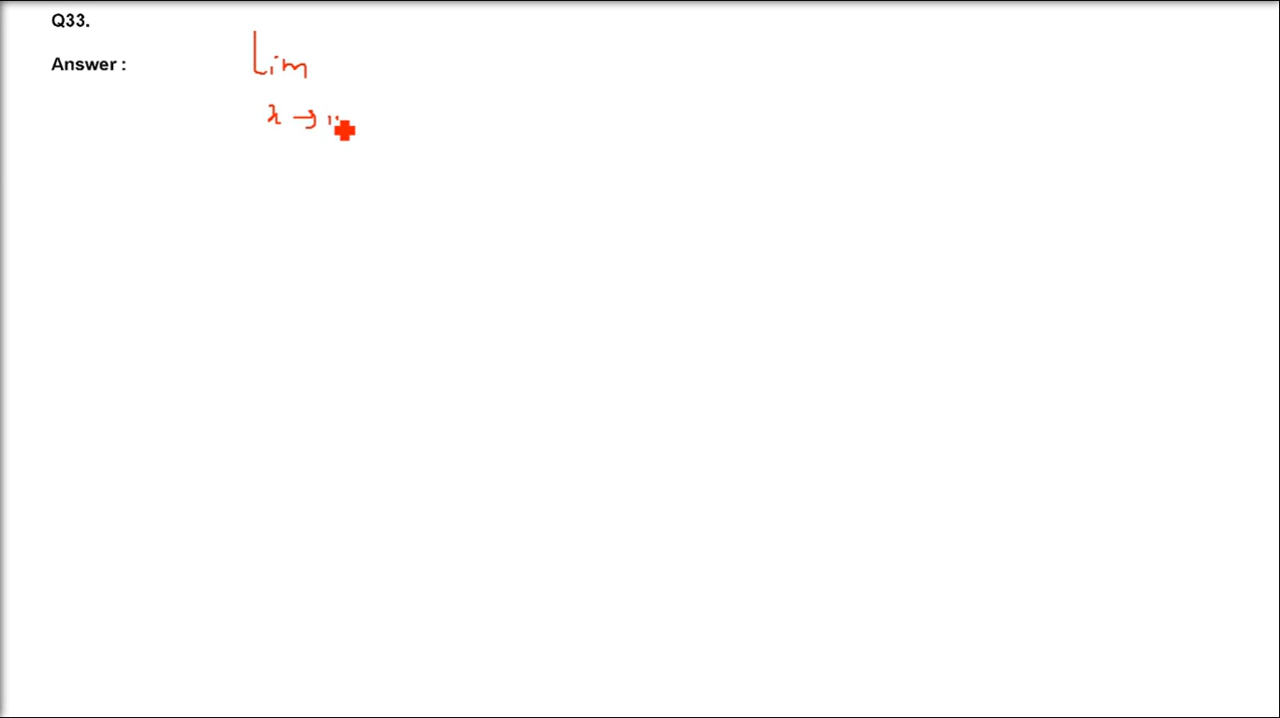 Q33.
Answer :
Lim
x →